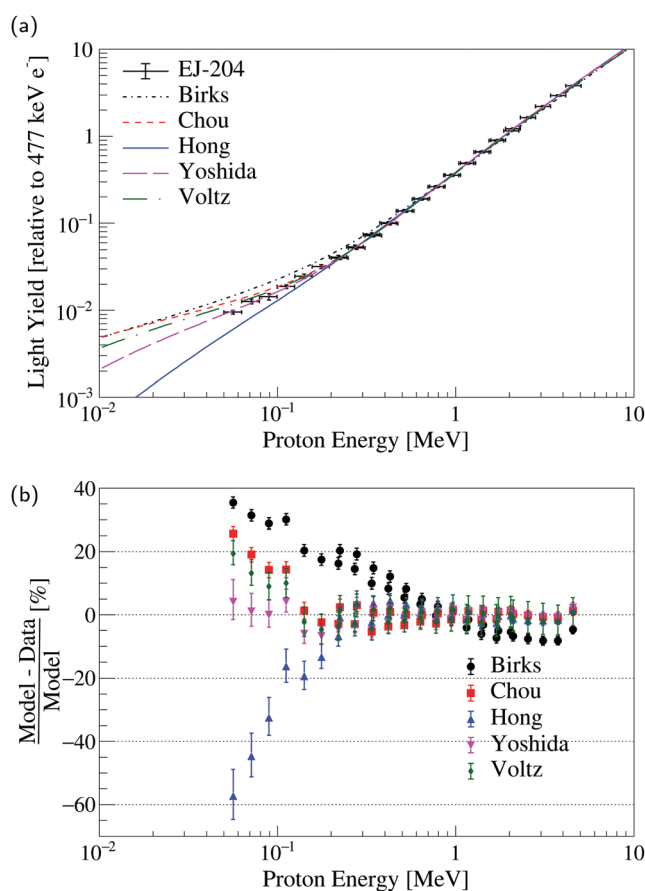 (a)
Light Yield [relative to 477 keV e⁻]
10
1
10⁻¹
10⁻²
10⁻³
EJ-204
Birks
Chou
Hong
Yoshida
Voltz
10⁻²
10⁻¹
1
10
Proton Energy [MeV]
(b)
Model - Data
Model
[%]
40
20
0
−20
−40
−60
Birks
Chou
Hong
Yoshida
Voltz
10⁻²
10⁻¹
1
10
Proton Energy [MeV]